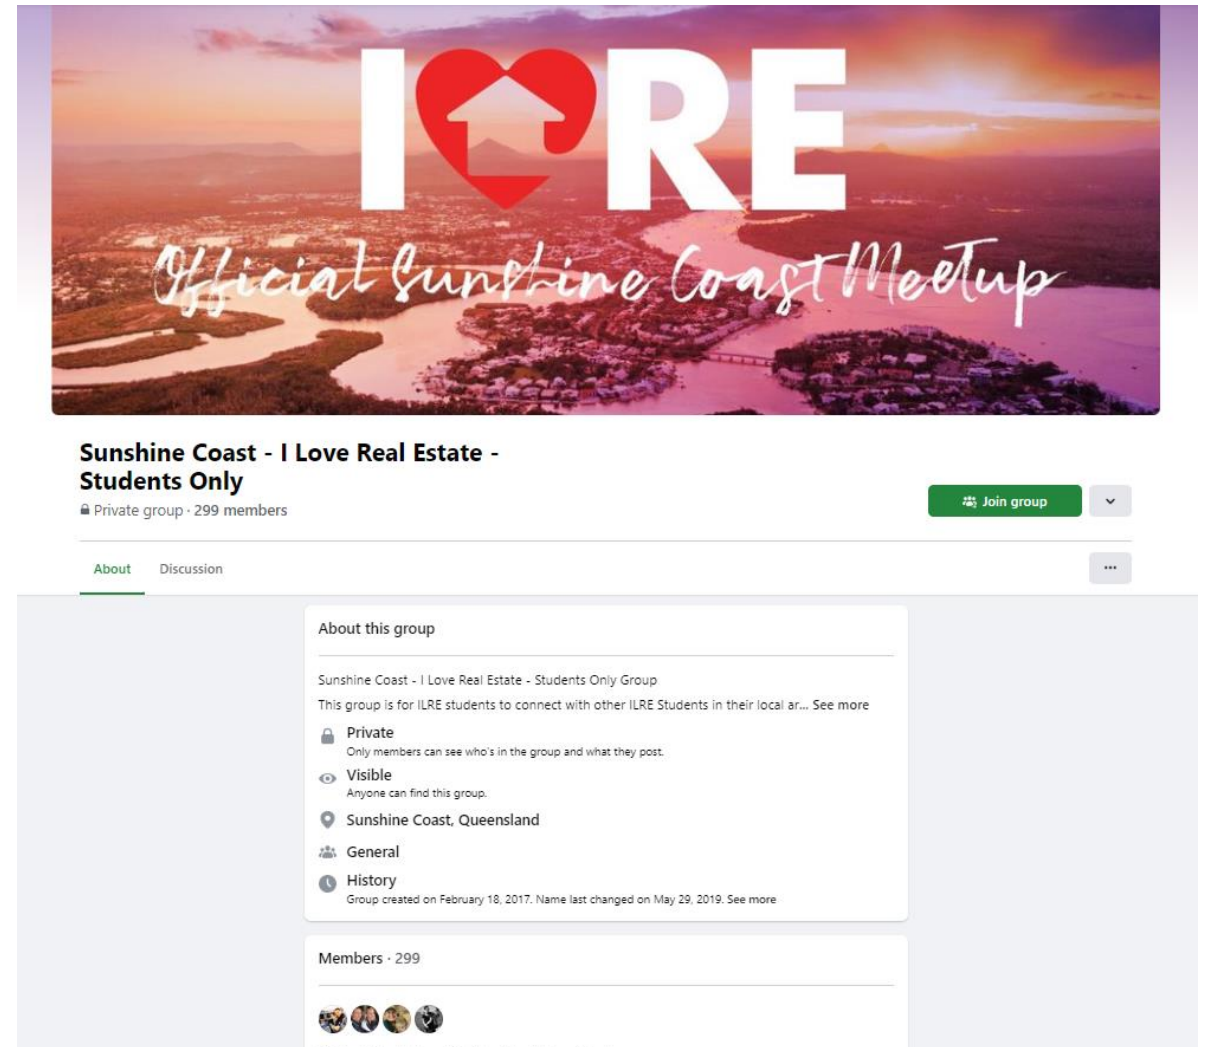 I RE
Official Sunshine Coast Meetup
Sunshine Coast - I Love Real Estate -
Students Only
Private group · 299 members
Join group
About Discussion
...
About this group
Sunshine Coast - I Love Real Estate - Students Only Group
This group is for ILRE students to connect with other ILRE Students in their local ar... See more
Private
Only members can see who's in the group and what they post.
Visible
Anyone can find this group.
Sunshine Coast, Queensland
General
History
Group created on February 18, 2017. Name last changed on May 29, 2019. See more
Members · 299